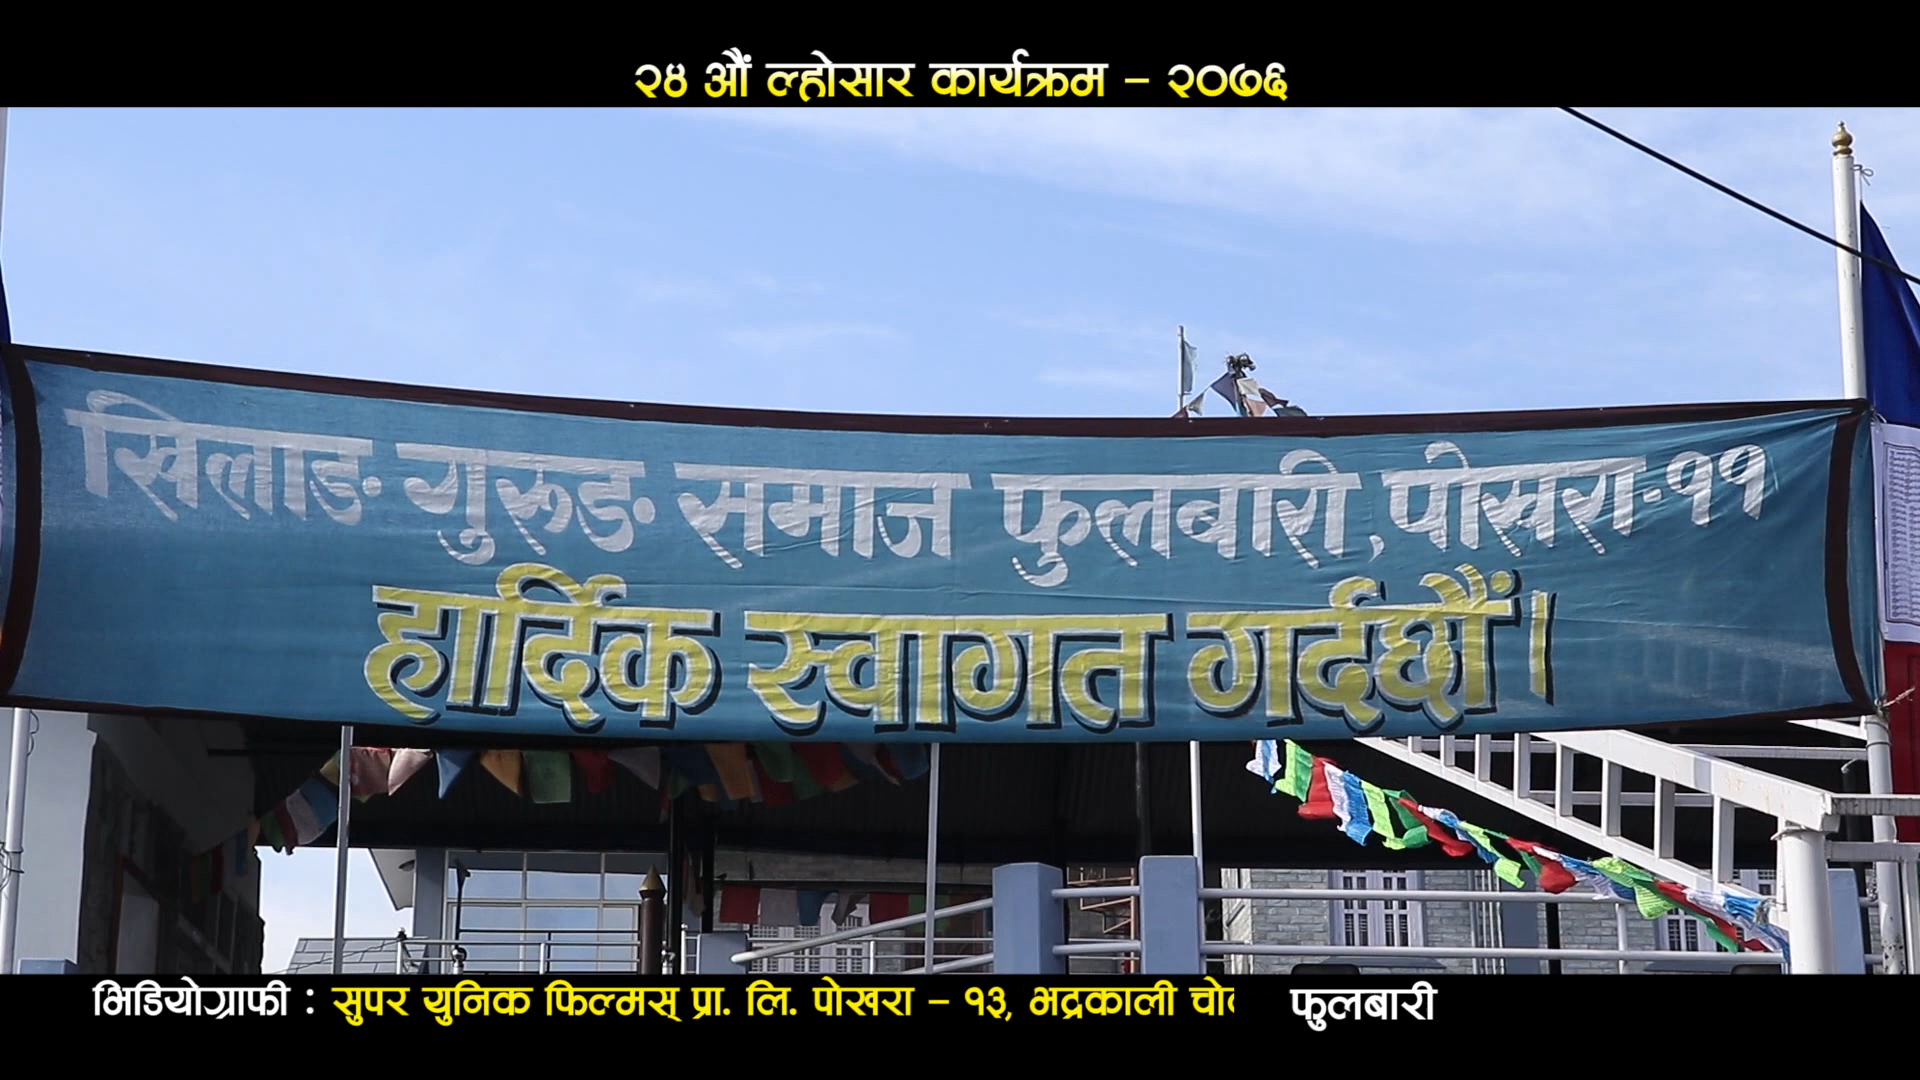 २४ औं ल्होसार कार्यक्रम - २०७६
खिलाङ गुरूङ समाज फुलबारी, पोखरा-११
हार्दिक स्वागत गर्दछौं।
भिडियोग्राफी : सुपर युनिक फिल्मस् प्रा. लि. पोखरा - १३, भद्रकाली फुलबारी